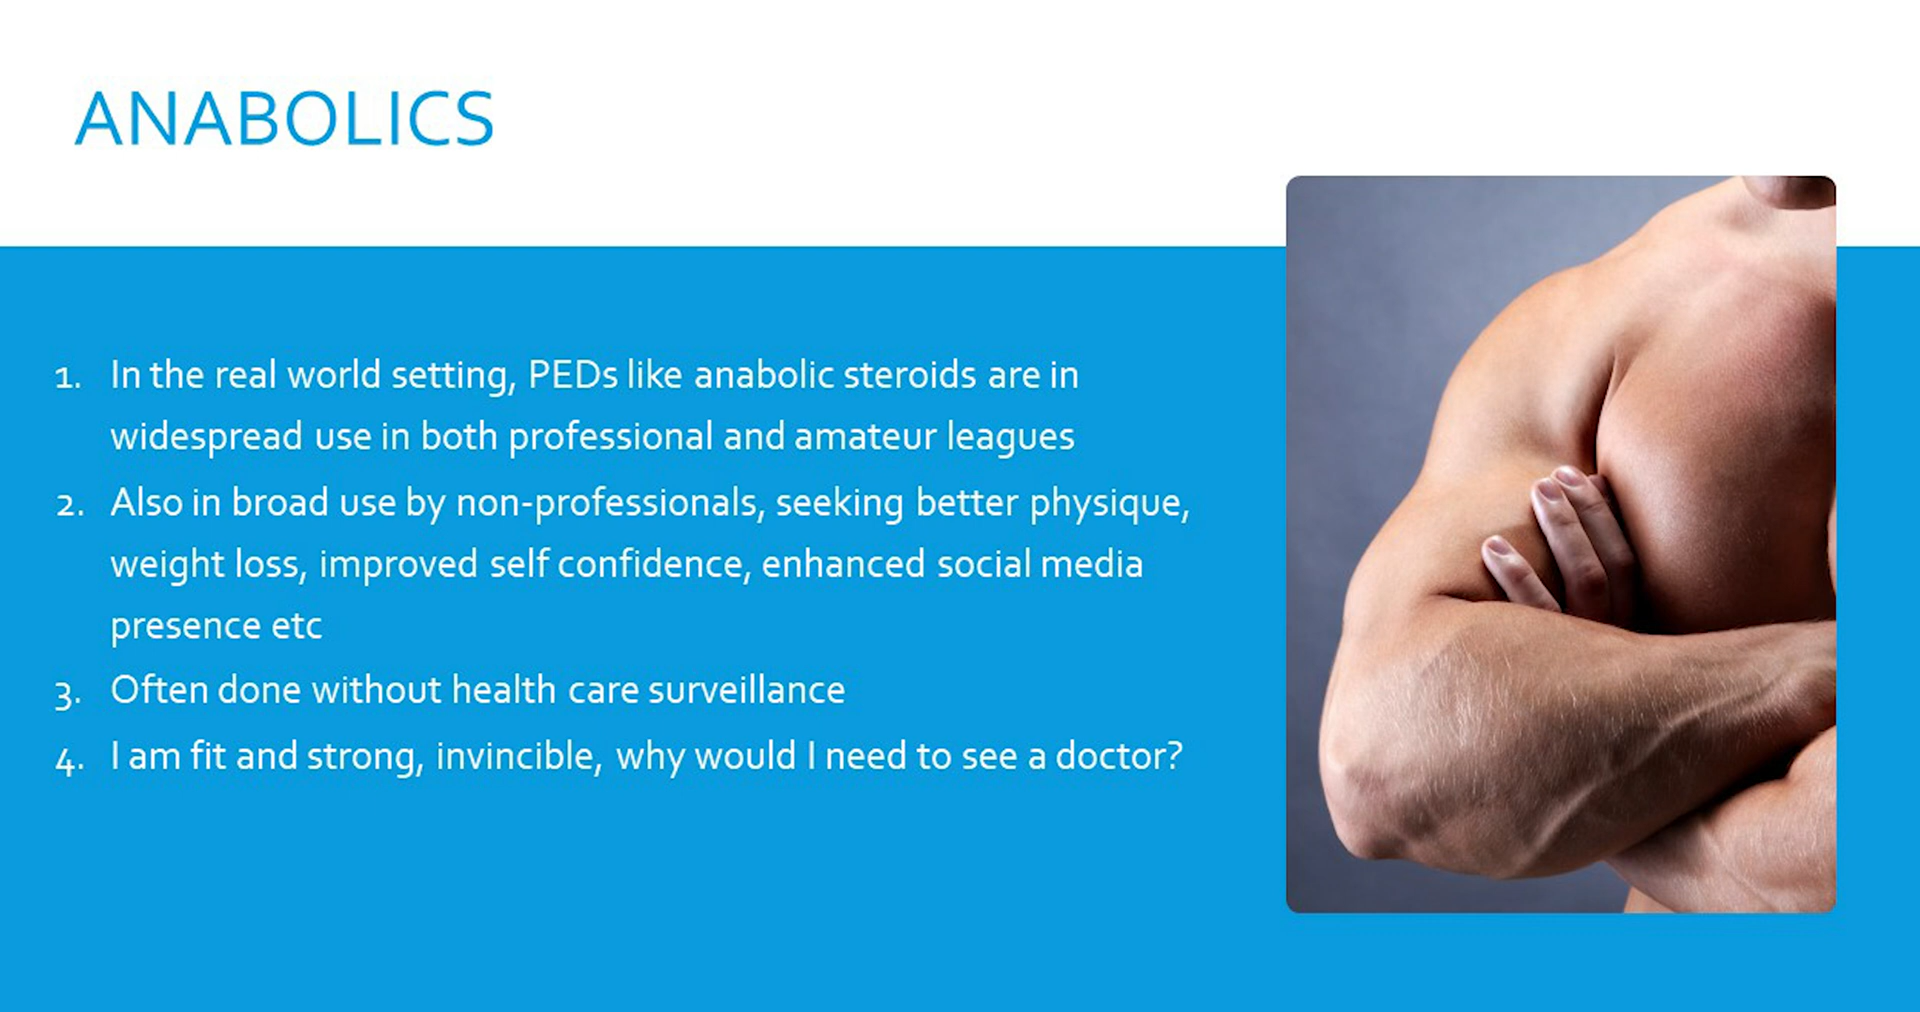 ANABOLICS
1. In the real world setting, PEDs like anabolic steroids are in
widespread use in both professional and amateur leagues
2. Also in broad use by non-professionals, seeking better physique,
weight loss, improved self confidence, enhanced social media
presence etc
3. Often done without health care surveillance
4. I am fit and strong, invincible, why would I need to see a doctor?